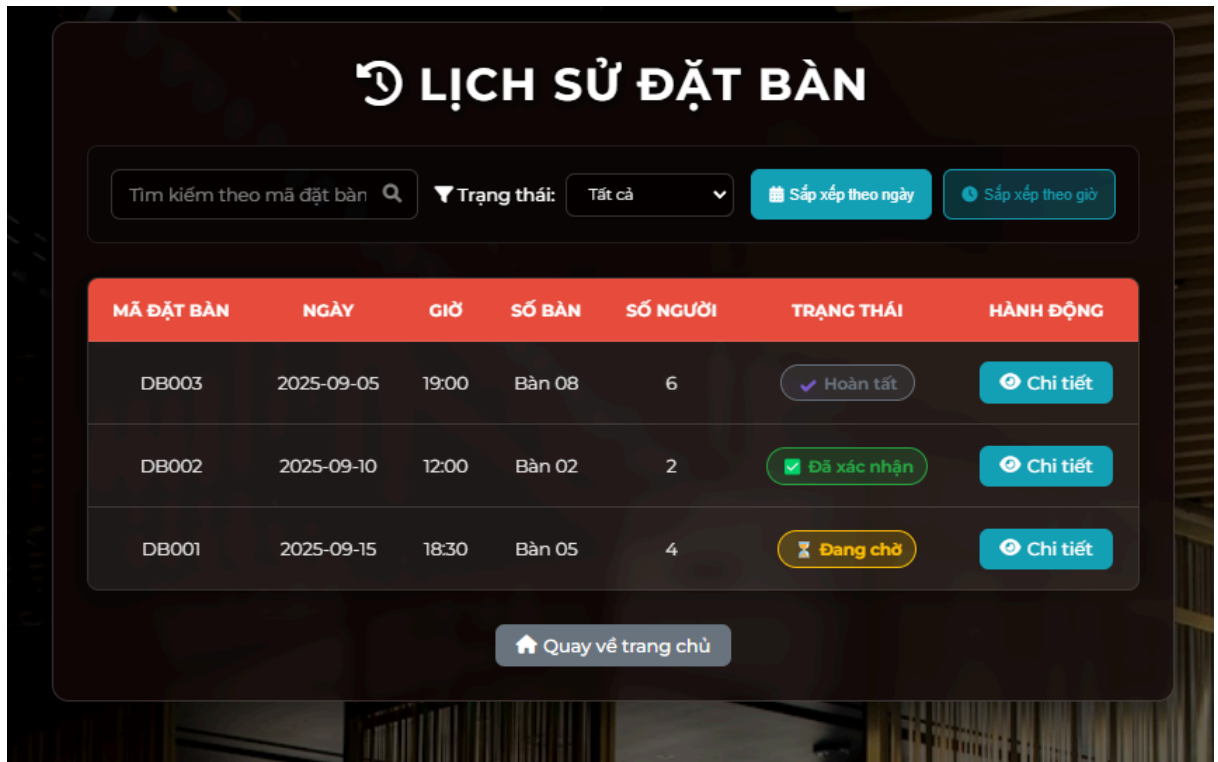 LỊCH SỬ ĐẶT BÀN
Tìm kiếm theo mã đặt bàn Trạng thái: Tất cả Sắp xếp theo ngày Sắp xếp theo giờ
MÃ ĐẶT BÀN NGÀY GIỜ SỐ BÀN SỐ NGƯỜI TRẠNG THÁI HÀNH ĐỘNG
DB003 2025-09-05 19:00 Bàn 08 6 Hoàn tất Chi tiết
DB002 2025-09-10 12:00 Bàn 02 2 Đã xác nhận Chi tiết
DB001 2025-09-15 18:30 Bàn 05 4 Đang chờ Chi tiết
Quay về trang chủ